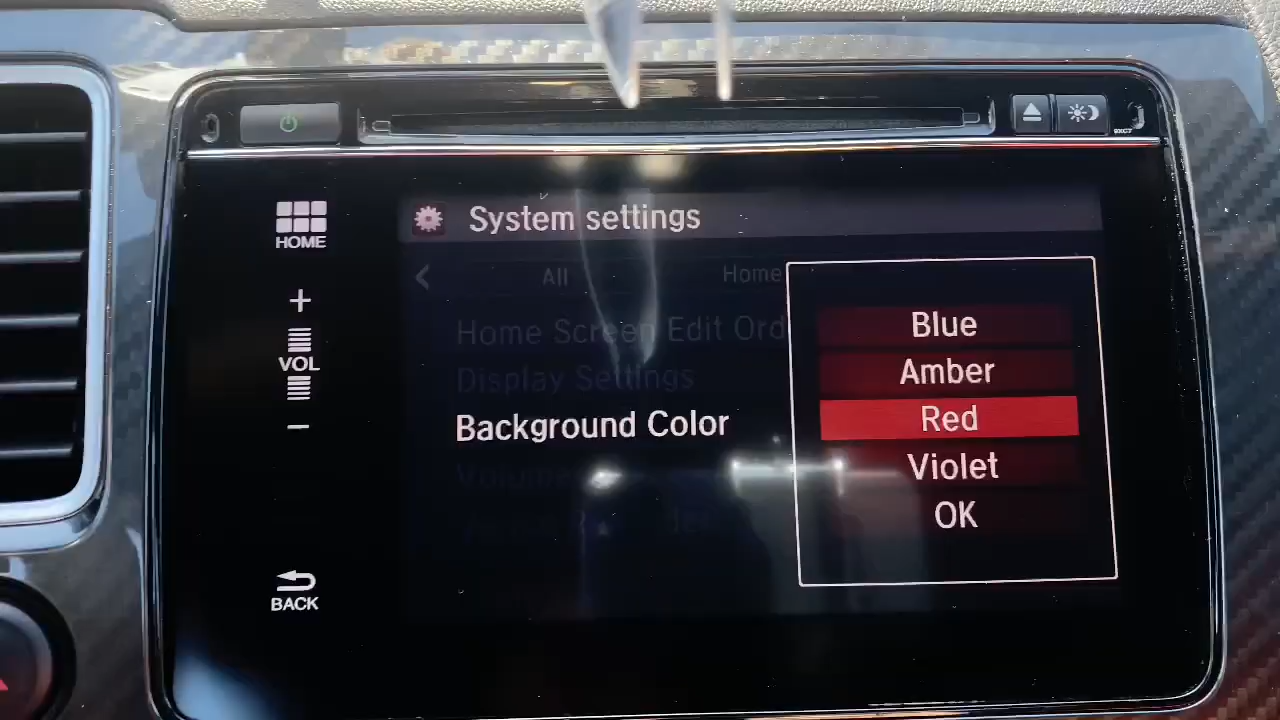 System settings
HOME
All Home
Home Screen Edit Ord
Blue
Display Settings
Amber
VOL
Background Color
Red
Violet
OK
BACK